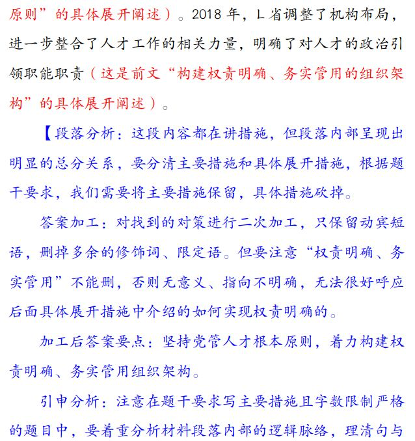 原则”的具体展开阐述）。2018 年，L 省调整了机构布局，
进一步整合了人才工作的相关力量，明确了对人才的政治引
领职能职责（这是前文“构建权责明确、务实管用的组织架
构”的具体展开阐述）。
【段落分析：这段内容都在讲措施，但段落内部呈现出
明显的总分关系，要分清主要措施和具体展开措施，根据题
干要求，我们需要将主要措施保留，具体措施砍掉。
答案加工：对找到的对策进行二次加工，只保留动宾短
语，删掉多余的修饰词、限定语。但要注意“权责明确、务
实管用”不能删，否则无意义、指向不明确，无法很好呼应
后面具体展开措施中介绍的如何实现权责明确的。
加工后答案要点：坚持党管人才根本原则，着力构建权
责明确、务实管用组织架构。
引申分析：注意在题干要求写主要措施且字数限制严格
的题目中，要着重分析材料段落内部的逻辑脉络，理清句与